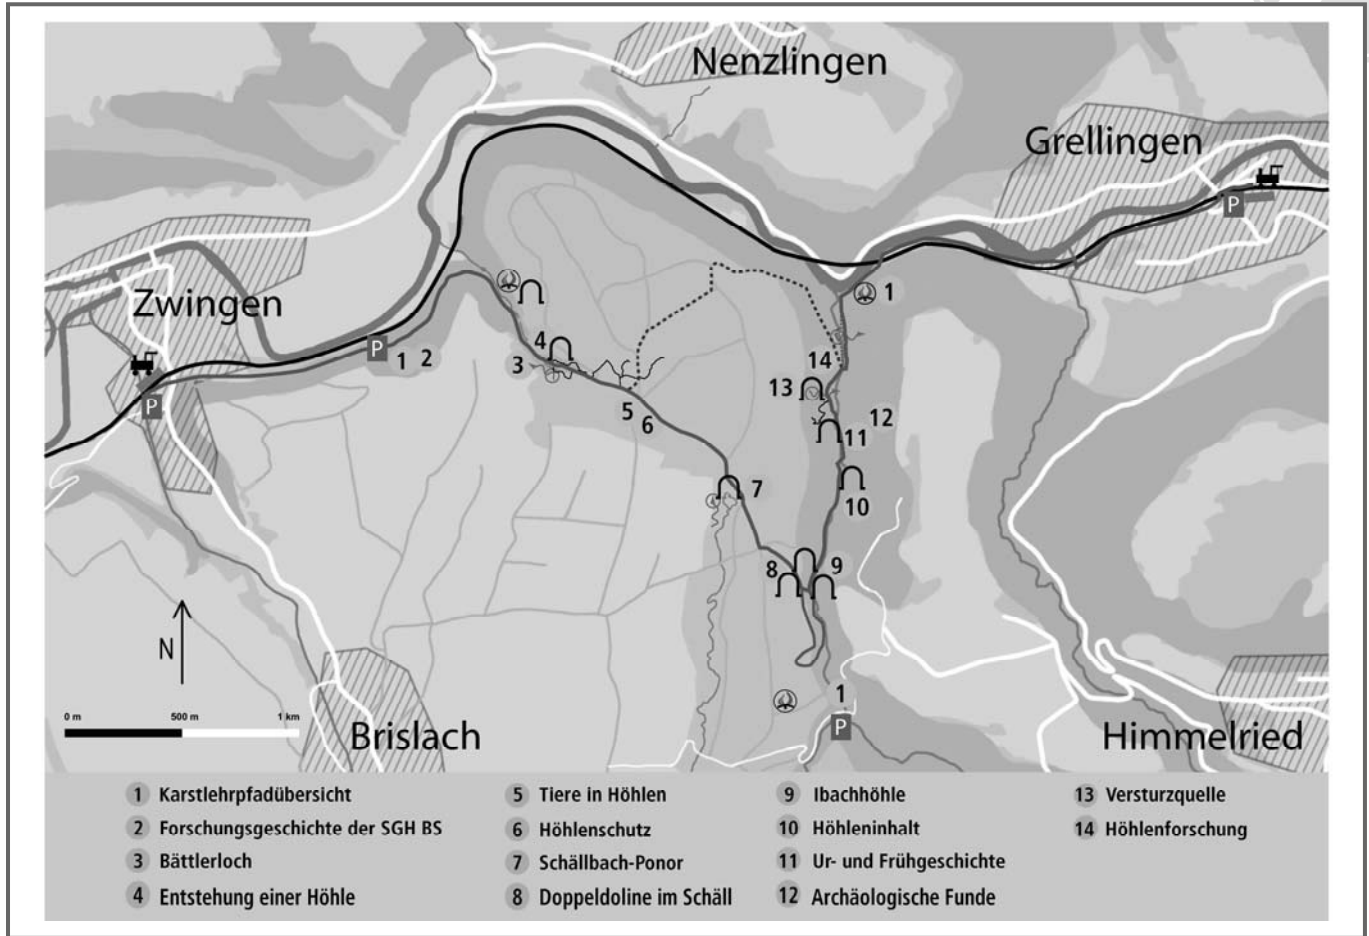 Nenzlingen
Grellingen
P
Zwingen
1
4
P
1 2
3
14
13
P
5
12
6
11
7
10
8
9
N
1
0 m 500 m 1 km
P
Brislach
Himmelried
1 Karstlehrpfadübersicht
2 Forschungsgeschichte der SGH BS
3 Bättlerloch
4 Entstehung einer Höhle
5 Tiere in Höhlen
6 Höhlenschutz
7 Schällbach-Ponor
8 Doppeldoline im Schäll
9 Ibachhöhle
10 Höhleninhalt
11 Ur- und Frühgeschichte
12 Archäologische Funde
13 Versturzquelle
14 Höhlenforschung